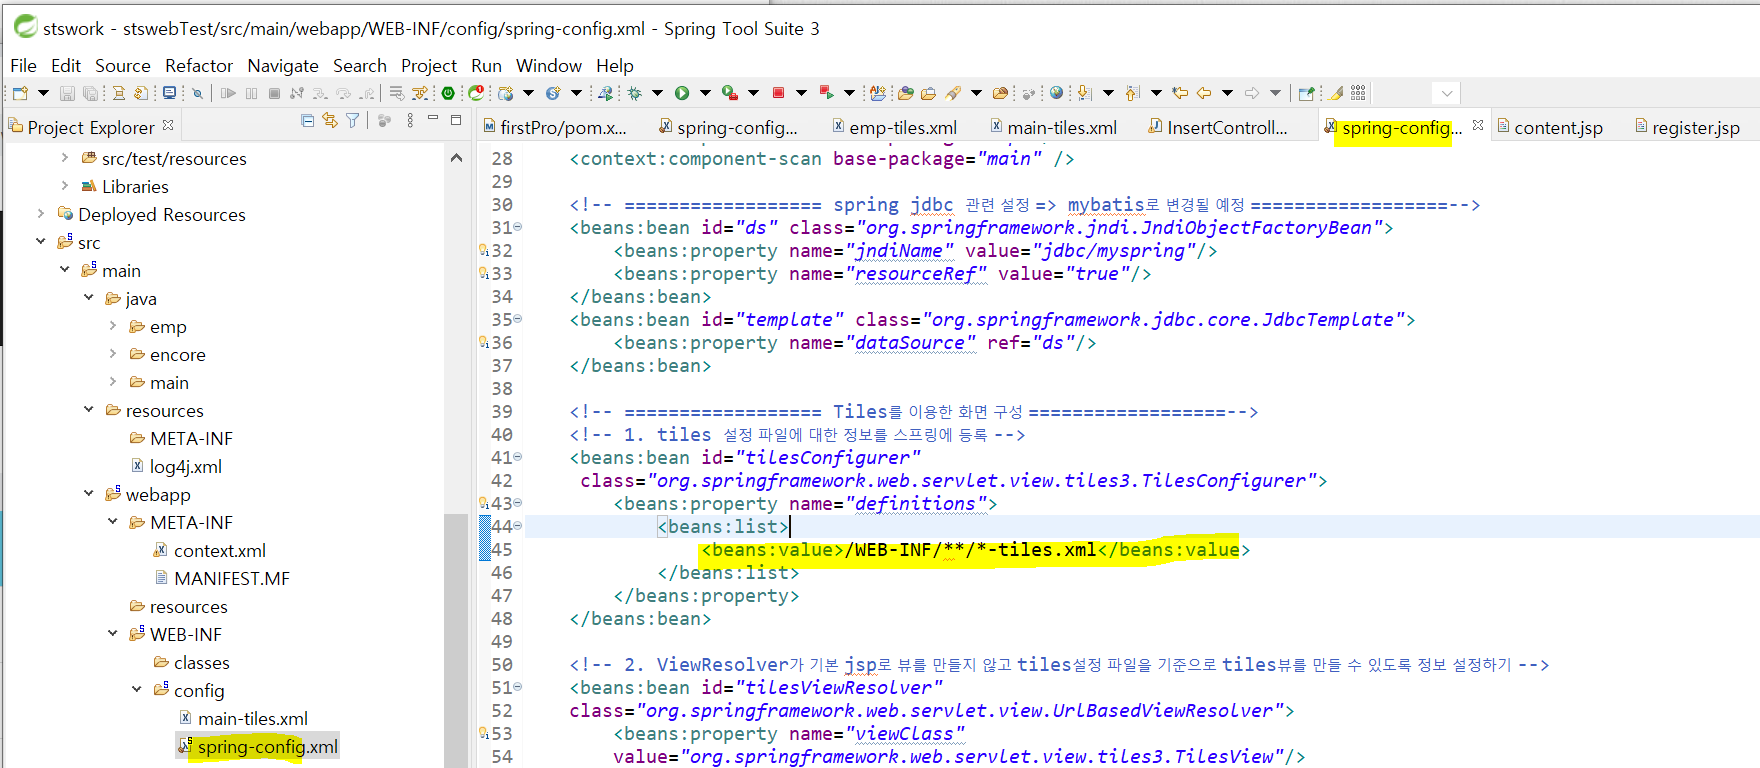 stswork - stswebTest/src/main/webapp/WEB-INF/config/spring-config.xml - Spring Tool Suite 3
File Edit Source Refactor Navigate Search Project Run Window Help
Project Explorer
firstPro/pom.x...
spring-config...
emp-tiles.xml
main-tiles.xml
InsertControll...
spring-config...
content.jsp
register.jsp
src/test/resources
Libraries
Deployed Resources
src
main
java
emp
encore
main
resources
META-INF
log4j.xml
webapp
META-INF
context.xml
MANIFEST.MF
resources
WEB-INF
classes
config
main-tiles.xml
spring-config.xml
28 <context:component-scan base-package="main" />
29
30 <!-- ================== spring jdbc 관련 설정 => mybatis로 변경될 예정 ==================-->
31 <beans:bean id="ds" class="org.springframework.jndi.JndiObjectFactoryBean">
32 <beans:property name="jndiName" value="jdbc/myspring"/>
33 <beans:property name="resourceRef" value="true"/>
34 </beans:bean>
35 <beans:bean id="template" class="org.springframework.jdbc.core.JdbcTemplate">
36 <beans:property name="dataSource" ref="ds"/>
37 </beans:bean>
38
39 <!-- ================== Tiles를 이용한 화면 구성 ==================-->
40 <!-- 1. tiles 설정 파일에 대한 정보를 스프링에 등록 -->
41 <beans:bean id="tilesConfigurer"
42 class="org.springframework.web.servlet.view.tiles3.TilesConfigurer">
43 <beans:property name="definitions">
44 <beans:list>
45 <beans:value>/WEB-INF/**/*-tiles.xml</beans:value>
46 </beans:list>
47 </beans:property>
48 </beans:bean>
49
50 <!-- 2. ViewResolver가 기본 jsp로 뷰를 만들지 않고 tiles설정 파일을 기준으로 tiles뷰를 만들 수 있도록 정보 설정하기 -->
51 <beans:bean id="tilesViewResolver"
52 class="org.springframework.web.servlet.view.UrlBasedViewResolver">
53 <beans:property name="viewClass"
54 value="org.springframework.web.servlet.view.tiles3.TilesView"/>